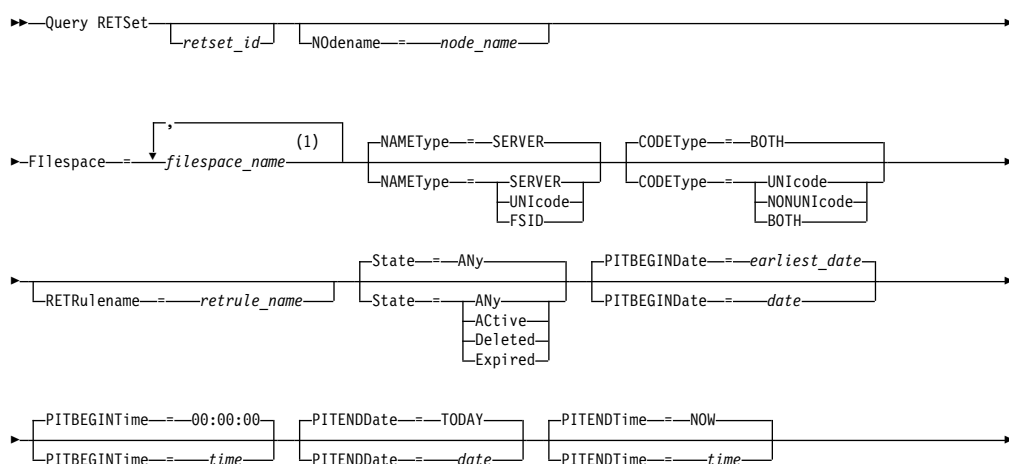 Query RETSet
retset_id NOdename = node_name
, (1)
FIlespace = filespace_name
NAMEType = SERVER
NAMEType = SERVER
UNIcode
FSID
CODEType = BOTH
CODEType = UNIcode
NONUNIcode
BOTH
RETRulename = retrule_name
State = ANy
State = ANy
ACtive
Deleted
Expired
PITBEGINDate = earliest_date
PITBEGINDate = date
PITBEGINTime = 00:00:00
PITBEGINTime = time
PITENDDate = TODAY
PITENDDate = date
PITENDTime = NOW
PITENDTime = time